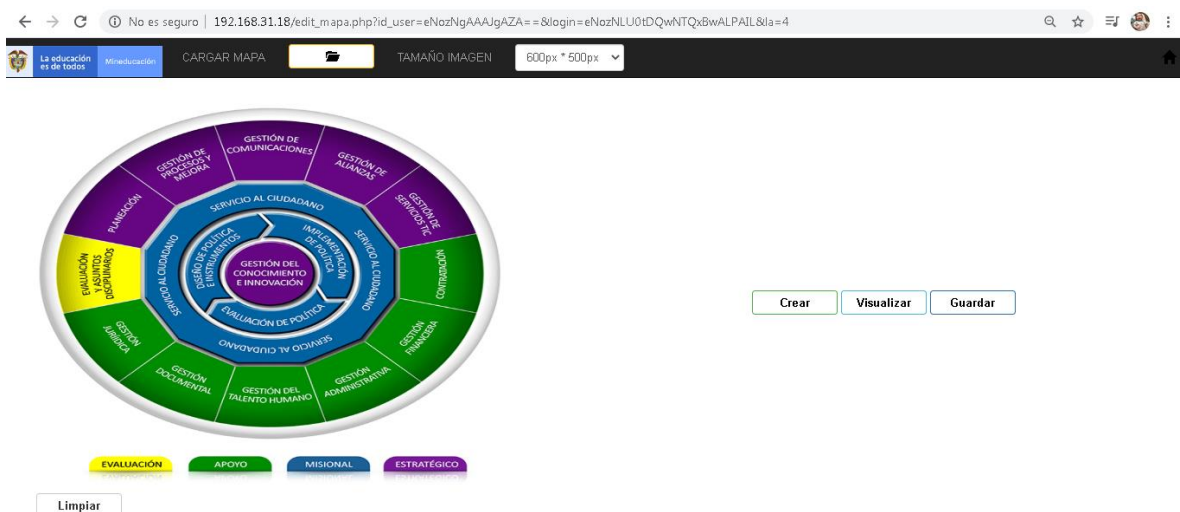 No es seguro | 192.168.31.18/edit_mapa.php?id_user=eNozNgAAAJgAZA==&login=eNozNLU0tDQwNTQxBwALPAIL&la=4
La educación
es de todos
Mineducación
CARGAR MAPA
TAMAÑO IMAGEN
600px * 500px
GESTIÓN DE
COMUNICACIONES
GESTIÓN DE
PROCESOS Y
MEJORA
GESTIÓN DE
ALIANZAS
PLANEACIÓN
GESTIÓN DE
SERVICIOS TIC
SERVICIO AL CIUDADANO
SERVICIO AL CIUDADANO
SERVICIO AL CIUDADANO
DISEÑO DE POLÍTICA
E INSTRUMENTOS
IMPLEMENTACIÓN
DE POLÍTICA
EVALUACIÓN
Y ASUNTOS
DISCIPLINARIOS
GESTIÓN DEL
CONOCIMIENTO
E INNOVACIÓN
CONTRATACIÓN
EVALUACIÓN DE POLÍTICA
SERVICIO AL CIUDADANO
GESTIÓN
JURÍDICA
GESTIÓN
FINANCIERA
GESTIÓN
DOCUMENTAL
GESTIÓN DEL
TALENTO HUMANO
GESTIÓN
ADMINISTRATIVA
Crear
Visualizar
Guardar
EVALUACIÓN
APOYO
MISIONAL
ESTRATÉGICO
Limpiar